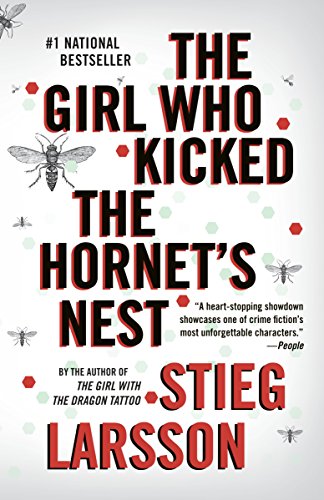 #1 NATIONAL
BESTSELLER
THE
GIRL WHO
KICKED
THE
HORNET'S
NEST
"A heart-stopping showdown
showcases one of crime fiction's
most unforgettable characters."
—People
BY THE AUTHOR OF
THE GIRL WITH
THE DRAGON TATTOO
STIEG
LARSSON